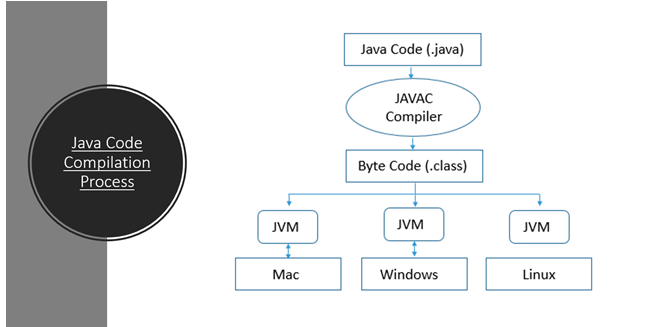 Java Code
Compilation
Process
Java Code (.java)
JAVAC
Compiler
Byte Code (.class)
JVM
JVM
JVM
Mac
Windows
Linux